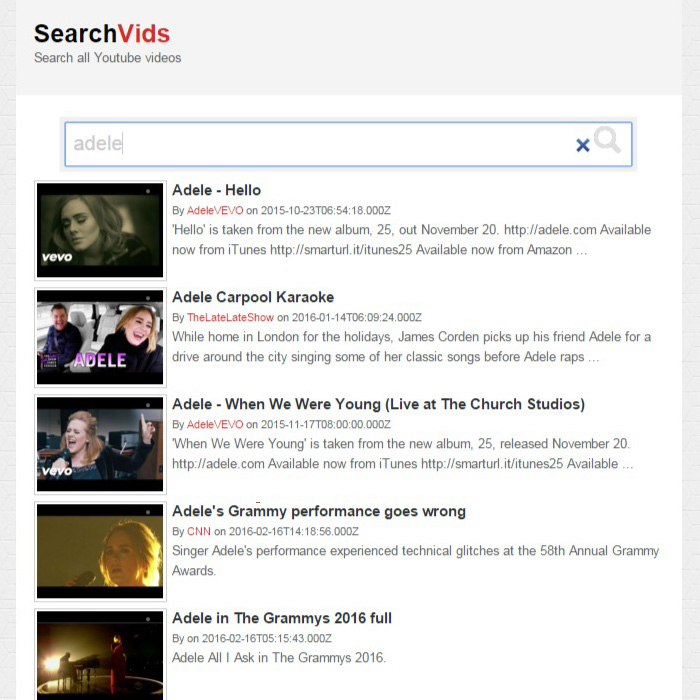 SearchVids
Search all Youtube videos
adele
Adele - Hello
By AdeleVEVO on 2015-10-23T06:54:18.000Z
'Hello' is taken from the new album, 25, out November 20. http://adele.com Available
now from iTunes http://smarturl.it/itunes25 Available now from Amazon ...
vevo
Adele Carpool Karaoke
By TheLateLateShow on 2016-01-14T06:09:24.000Z
While home in London for the holidays, James Corden picks up his friend Adele for a
drive around the city singing some of her classic songs before Adele raps ...
ADELE
Adele - When We Were Young (Live at The Church Studios)
By AdeleVEVO on 2015-11-17T08:00:00.000Z
'When We Were Young' is taken from the new album, 25, released November 20.
http://adele.com Available now from iTunes http://smarturl.it/itunes25 Available ...
vevo
Adele's Grammy performance goes wrong
By CNN on 2016-02-16T14:18:56.000Z
Singer Adele's performance experienced technical glitches at the 58th Annual Grammy
Awards.
Adele in The Grammys 2016 full
By on 2016-02-16T05:15:43.000Z
Adele All I Ask in The Grammys 2016.